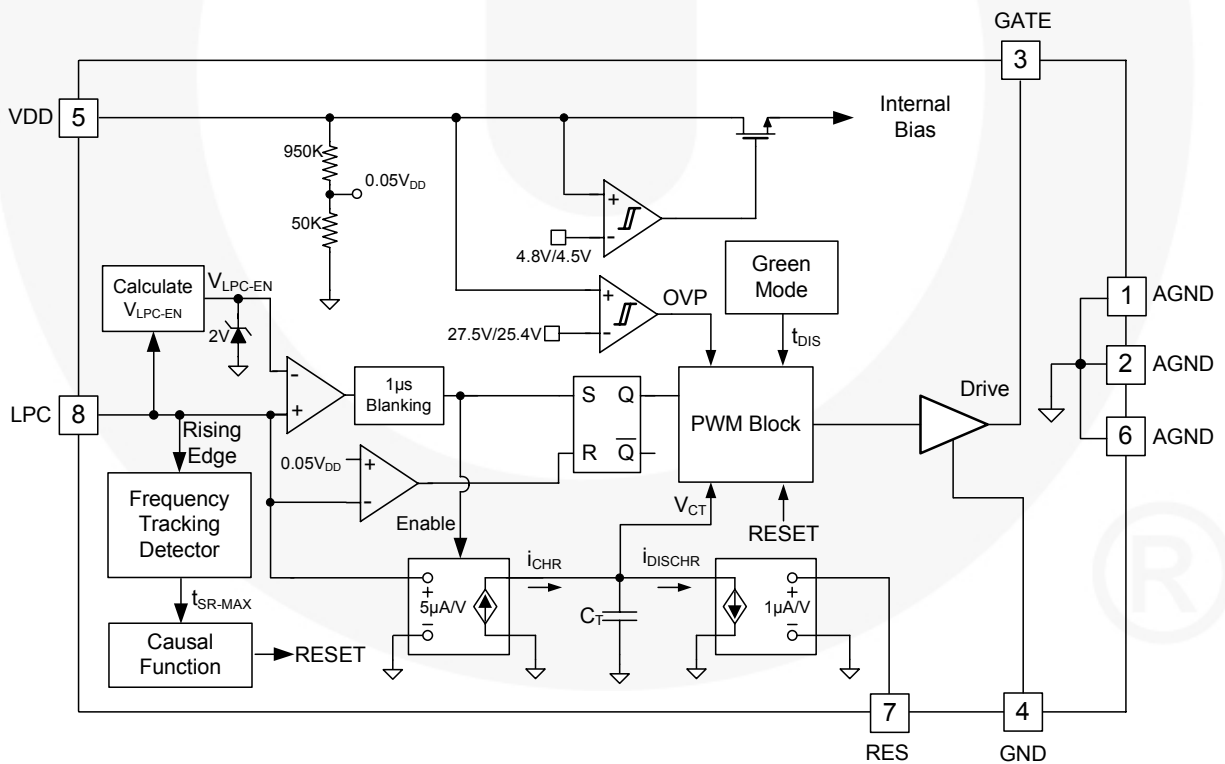 GATE
3
VDD 5
Internal
Bias
950K
0.05VDD
50K
+
-
4.8V/4.5V
Green
Mode
Calculate
VLPC-EN
VLPC-EN
2V
+
-
OVP
27.5V/25.4V
tDIS
1 AGND
2 AGND
6 AGND
-
+
1µs
Blanking
S Q
R Q
PWM Block
Drive
LPC 8
Rising
Edge
0.05VDD
+
-
Frequency
Tracking
Detector
Enable
VCT
RESET
iCHR
iDISCHR
+
5µA/V
-
CT
+
1µA/V
-
tSR-MAX
Causal
Function
RESET
7
RES
4
GND
®